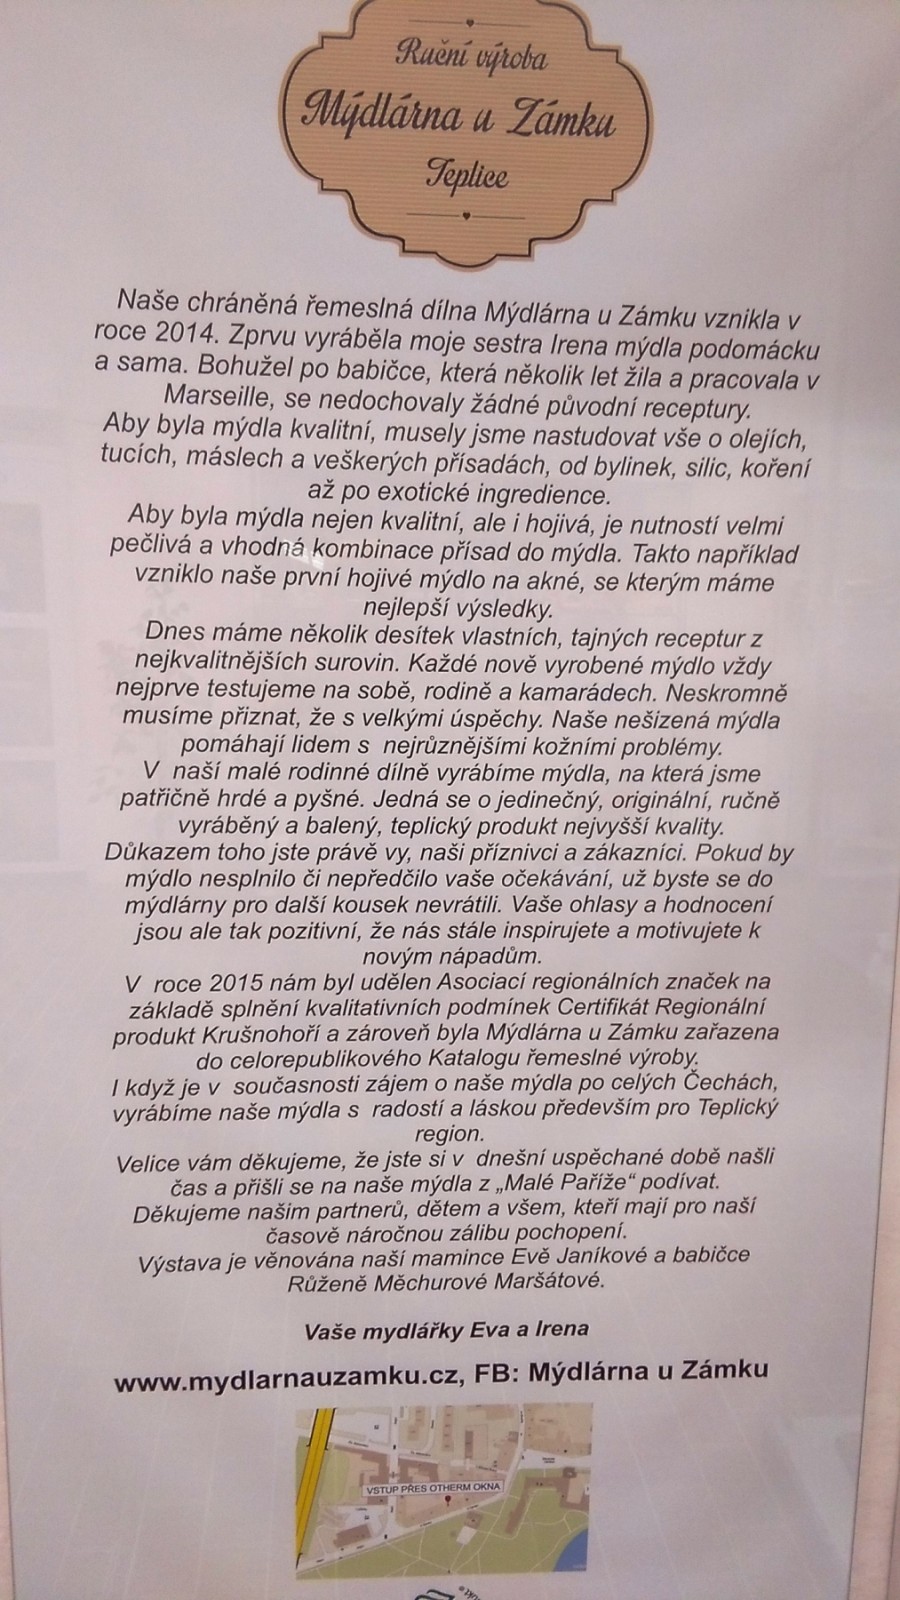 Ruční výroba
Mýdlárna u Zámku
Teplice
Naše chráněná řemeslná dílna Mýdlárna u Zámku vznikla v
roce 2014. Zprvu vyráběla moje sestra Irena mýdla podomácku
a sama. Bohužel po babičce, která několik let žila a pracovala v
Marseille, se nedochovaly žádné původní receptury.
Aby byla mýdla kvalitní, musely jsme nastudovat vše o olejích,
tucích, máslech a veškerých přísadách, od bylinek, silic, koření
až po exotické ingredience.
Aby byla mýdla nejen kvalitní, ale i hojivá, je nutností velmi
pečlivá a vhodná kombinace přísad do mýdla. Takto například
vzniklo naše první hojivé mýdlo na akné, se kterým máme
nejlepší výsledky.
Dnes máme několik desítek vlastních, tajných receptur z
nejkvalitnějších surovin. Každé nově vyrobené mýdlo vždy
nejprve testujeme na sobě, rodině a kamarádech. Neskromně
musíme přiznat, že s velkými úspěchy. Naše nešizená mýdla
pomáhají lidem s nejrůznějšími kožními problémy.
V naší malé rodinné dílně vyrábíme mýdla, na která jsme
patřičně hrdé a pyšné. Jedná se o jedinečný, originální, ručně
vyráběný a balený, teplický produkt nejvyšší kvality.
Důkazem toho jste právě vy, naši příznivci a zákazníci. Pokud by
mýdlo nesplnilo či nepředčilo vaše očekávání, už byste se do
mýdlárny pro další kousek nevrátili. Vaše ohlasy a hodnocení
jsou ale tak pozitivní, že nás stále inspirujete a motivujete k
novým nápadům.
V roce 2015 nám byl udělen Asociací regionálních značek na
základě splnění kvalitativních podmínek Certifikát Regionální
produkt Krušnohoří a zároveň byla Mýdlárna u Zámku zařazena
do celorepublikového Katalogu řemeslné výroby.
I když je v současnosti zájem o naše mýdla po celých Čechách,
vyrábíme naše mýdla s radostí a láskou především pro Teplický
region.
Velice vám děkujeme, že jste si v dnešní uspěchané době našli
čas a přišli se na naše mýdla z „Malé Paříže“ podívat.
Děkujeme našim partnerů, dětem a všem, kteří mají pro naší
časově náročnou zálibu pochopení.
Výstava je věnována naší mamince Evě Janíkové a babičce
Růženě Měchurové Maršátové.
Vaše mydlářky Eva a Irena
www.mydlarnauzamku.cz, FB: Mýdlárna u Zámku
VSTUP PŘES OTHERM OKNA